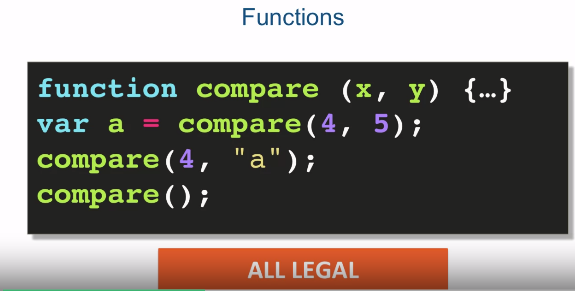 Functions
function compare (x, y) {…}
var a = compare(4, 5);
compare(4, "a");
compare();
ALL LEGAL